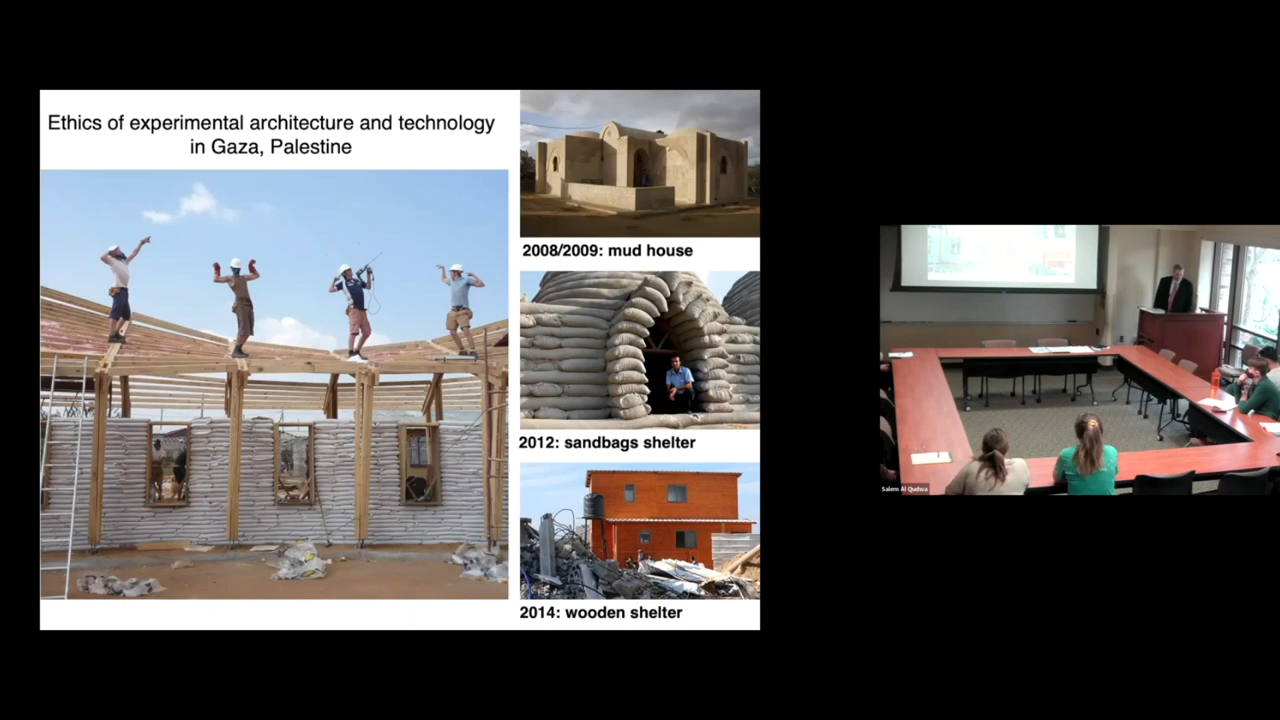 Ethics of experimental architecture and technology
in Gaza, Palestine
2008/2009: mud house
2012: sandbags shelter
2014: wooden shelter
Salem Al Qudwa